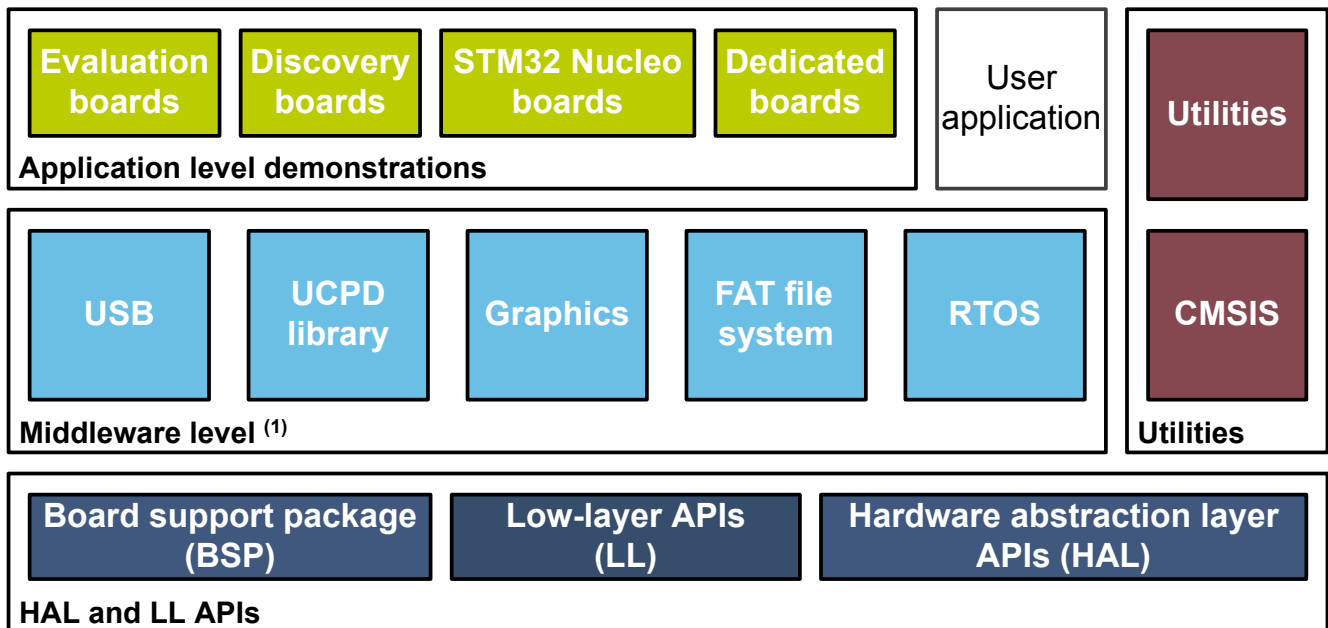 Evaluation
boards
Discovery
boards
STM32 Nucleo
boards
Dedicated
boards
Application level demonstrations
User
application
Utilities
USB
UCPD
library
Graphics
FAT file
system
RTOS
Middleware level (1)
CMSIS
Utilities
Board support package
(BSP)
Low-layer APIs
(LL)
Hardware abstraction layer
APIs (HAL)
HAL and LL APIs